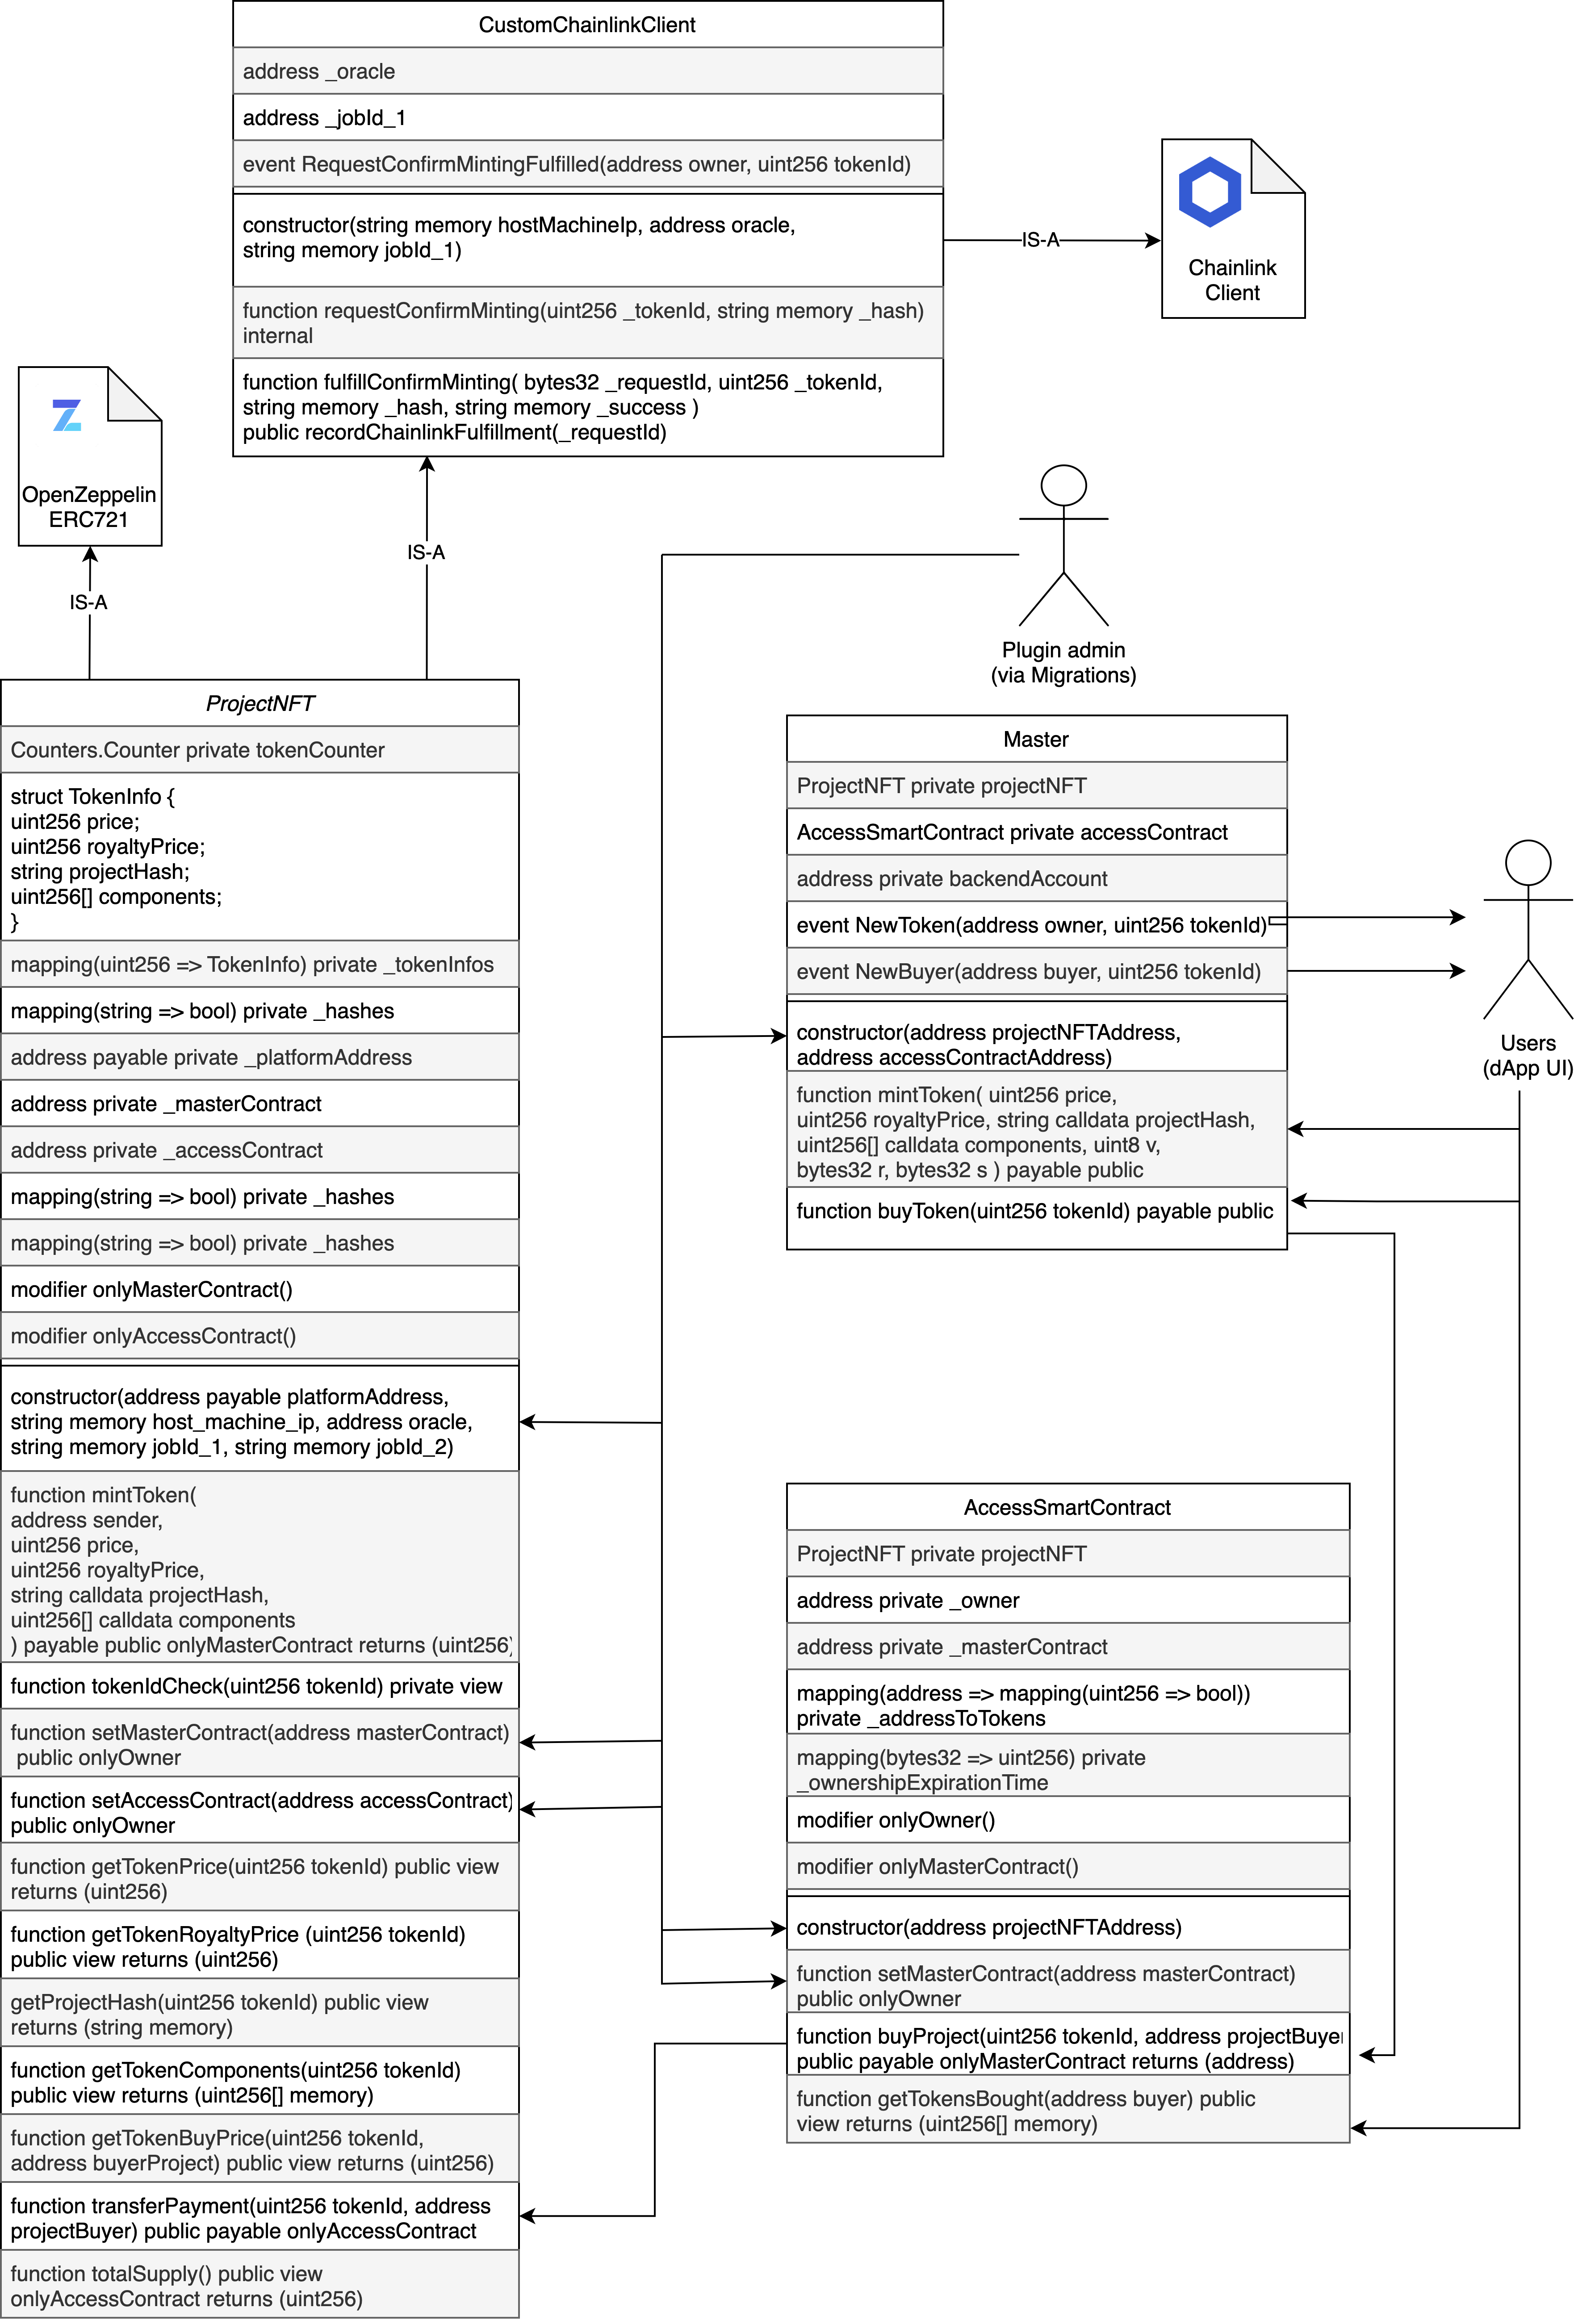 CustomChainlinkClient
address _oracle
address _jobId_1
event RequestConfirmMintingFulfilled(address owner, uint256 tokenId)
constructor(string memory hostMachineIp, address oracle,
string memory jobId_1)
function requestConfirmMinting(uint256 _tokenId, string memory _hash)
internal
function fulfillConfirmMinting( bytes32 _requestId, uint256 _tokenId,
string memory _hash, string memory _success )
public recordChainlinkFulfillment(_requestId)
IS-A
Chainlink
Client
OpenZeppelin
ERC721
IS-A
IS-A
Plugin admin
(via Migrations)
ProjectNFT
Counters.Counter private tokenCounter
struct TokenInfo {
uint256 price;
uint256 royaltyPrice;
string projectHash;
uint256[] components;
}
mapping(uint256 => TokenInfo) private _tokenInfos
mapping(string => bool) private _hashes
address payable private _platformAddress
address private _masterContract
address private _accessContract
mapping(string => bool) private _hashes
mapping(string => bool) private _hashes
modifier onlyMasterContract()
modifier onlyAccessContract()
constructor(address payable platformAddress,
string memory host_machine_ip, address oracle,
string memory jobId_1, string memory jobId_2)
function mintToken(
address sender,
uint256 price,
uint256 royaltyPrice,
string calldata projectHash,
uint256[] calldata components
) payable public onlyMasterContract returns (uint256)
function tokenIdCheck(uint256 tokenId) private view
function setMasterContract(address masterContract)
public onlyOwner
function setAccessContract(address accessContract)
public onlyOwner
function getTokenPrice(uint256 tokenId) public view
returns (uint256)
function getTokenRoyaltyPrice (uint256 tokenId)
public view returns (uint256)
getProjectHash(uint256 tokenId) public view
returns (string memory)
function getTokenComponents(uint256 tokenId)
public view returns (uint256[] memory)
function getTokenBuyPrice(uint256 tokenId,
address buyerProject) public view returns (uint256)
function transferPayment(uint256 tokenId, address
projectBuyer) public payable onlyAccessContract
function totalSupply() public view
onlyAccessContract returns (uint256)
Master
ProjectNFT private projectNFT
AccessSmartContract private accessContract
address private backendAccount
event NewToken(address owner, uint256 tokenId)
event NewBuyer(address buyer, uint256 tokenId)
constructor(address projectNFTAddress,
address accessContractAddress)
function mintToken( uint256 price,
uint256 royaltyPrice, string calldata projectHash,
uint256[] calldata components, uint8 v,
bytes32 r, bytes32 s ) payable public
function buyToken(uint256 tokenId) payable public
Users
(dApp UI)
AccessSmartContract
ProjectNFT private projectNFT
address private _owner
address private _masterContract
mapping(address => mapping(uint256 => bool))
private _addressToTokens
mapping(bytes32 => uint256) private
_ownershipExpirationTime
modifier onlyOwner()
modifier onlyMasterContract()
constructor(address projectNFTAddress)
function setMasterContract(address masterContract)
public onlyOwner
function buyProject(uint256 tokenId, address projectBuyer
public payable onlyMasterContract returns (address)
function getTokensBought(address buyer) public
view returns (uint256[] memory)